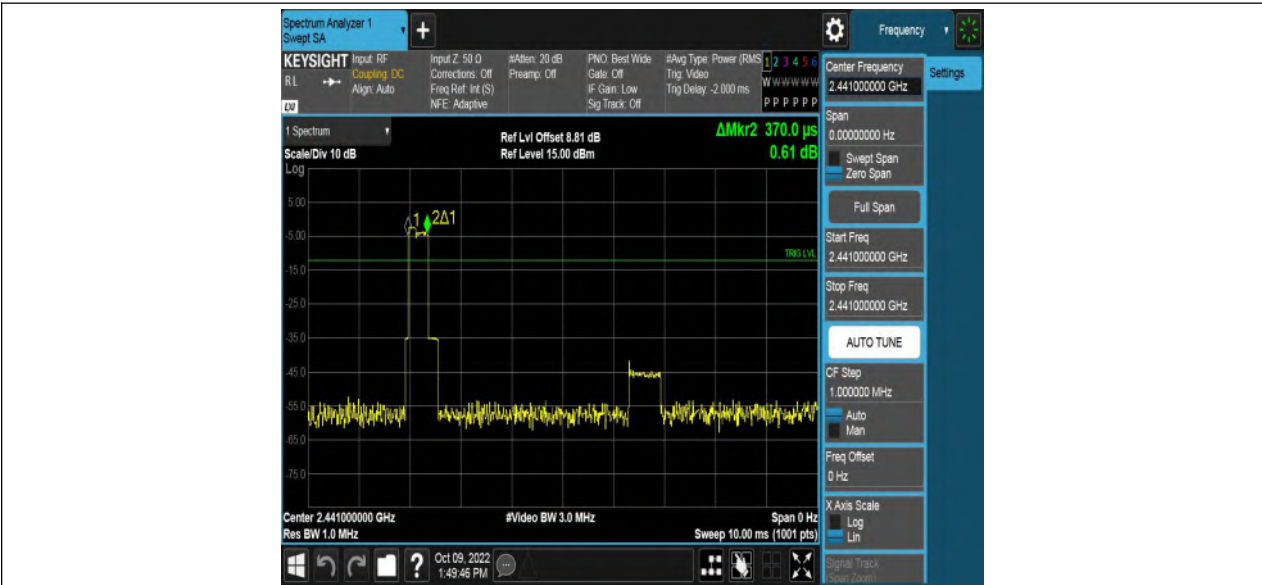 Spectrum Analyzer 1
Swept SA
+
Frequency
KEYSIGHT
RL
LXI
Input: RF
Coupling: DC
Align: Auto
Input Z: 50 Ω
Corrections: Off
Freq Ref: Int (S)
NFE: Adaptive
#Atten: 20 dB
Preamp: Off
PNO: Best Wide
Gate: Off
IF Gain: Low
Sig Track: Off
#Avg Type: Power (RMS
Trig: Video
Trig Delay: -2.000 ms
1 2 3 4 5 6
W W W W W W
P P P P P P
1 Spectrum
Scale/Div 10 dB
Ref Lvl Offset 8.81 dB
Ref Level 15.00 dBm
ΔMkr2 370.0 µs
0.61 dB
Log
5.00
-5.00
-15.0
-25.0
-35.0
-45.0
-55.0
-65.0
-75.0
1
2Δ1
TRIG LVL
Center 2.441000000 GHz
Res BW 1.0 MHz
#Video BW 3.0 MHz
Span 0 Hz
Sweep 10.00 ms (1001 pts)
Center Frequency
2.441000000 GHz
Settings
Span
0.00000000 Hz
Swept Span
Zero Span
Full Span
Start Freq
2.441000000 GHz
Stop Freq
2.441000000 GHz
AUTO TUNE
CF Step
1.000000 MHz
Auto
Man
Freq Offset
0 Hz
X Axis Scale
Log
Lin
Signal Track
(Span Zoom)
?
Oct 09, 2022
1:49:46 PM